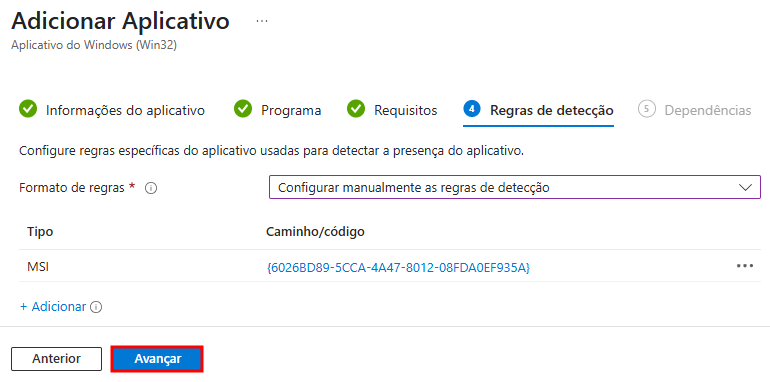 Adicionar Aplicativo ...
Aplicativo do Windows (Win32)
Informações do aplicativo Programa Requisitos 4 Regras de detecção 5 Dependências
Configure regras específicas do aplicativo usadas para detectar a presença do aplicativo.
Formato de regras * Configurar manualmente as regras de detecção
Tipo Caminho/código
MSI {6026BD89-5CCA-4A47-8012-08FDA0EF935A} ...
+ Adicionar
Anterior Avançar